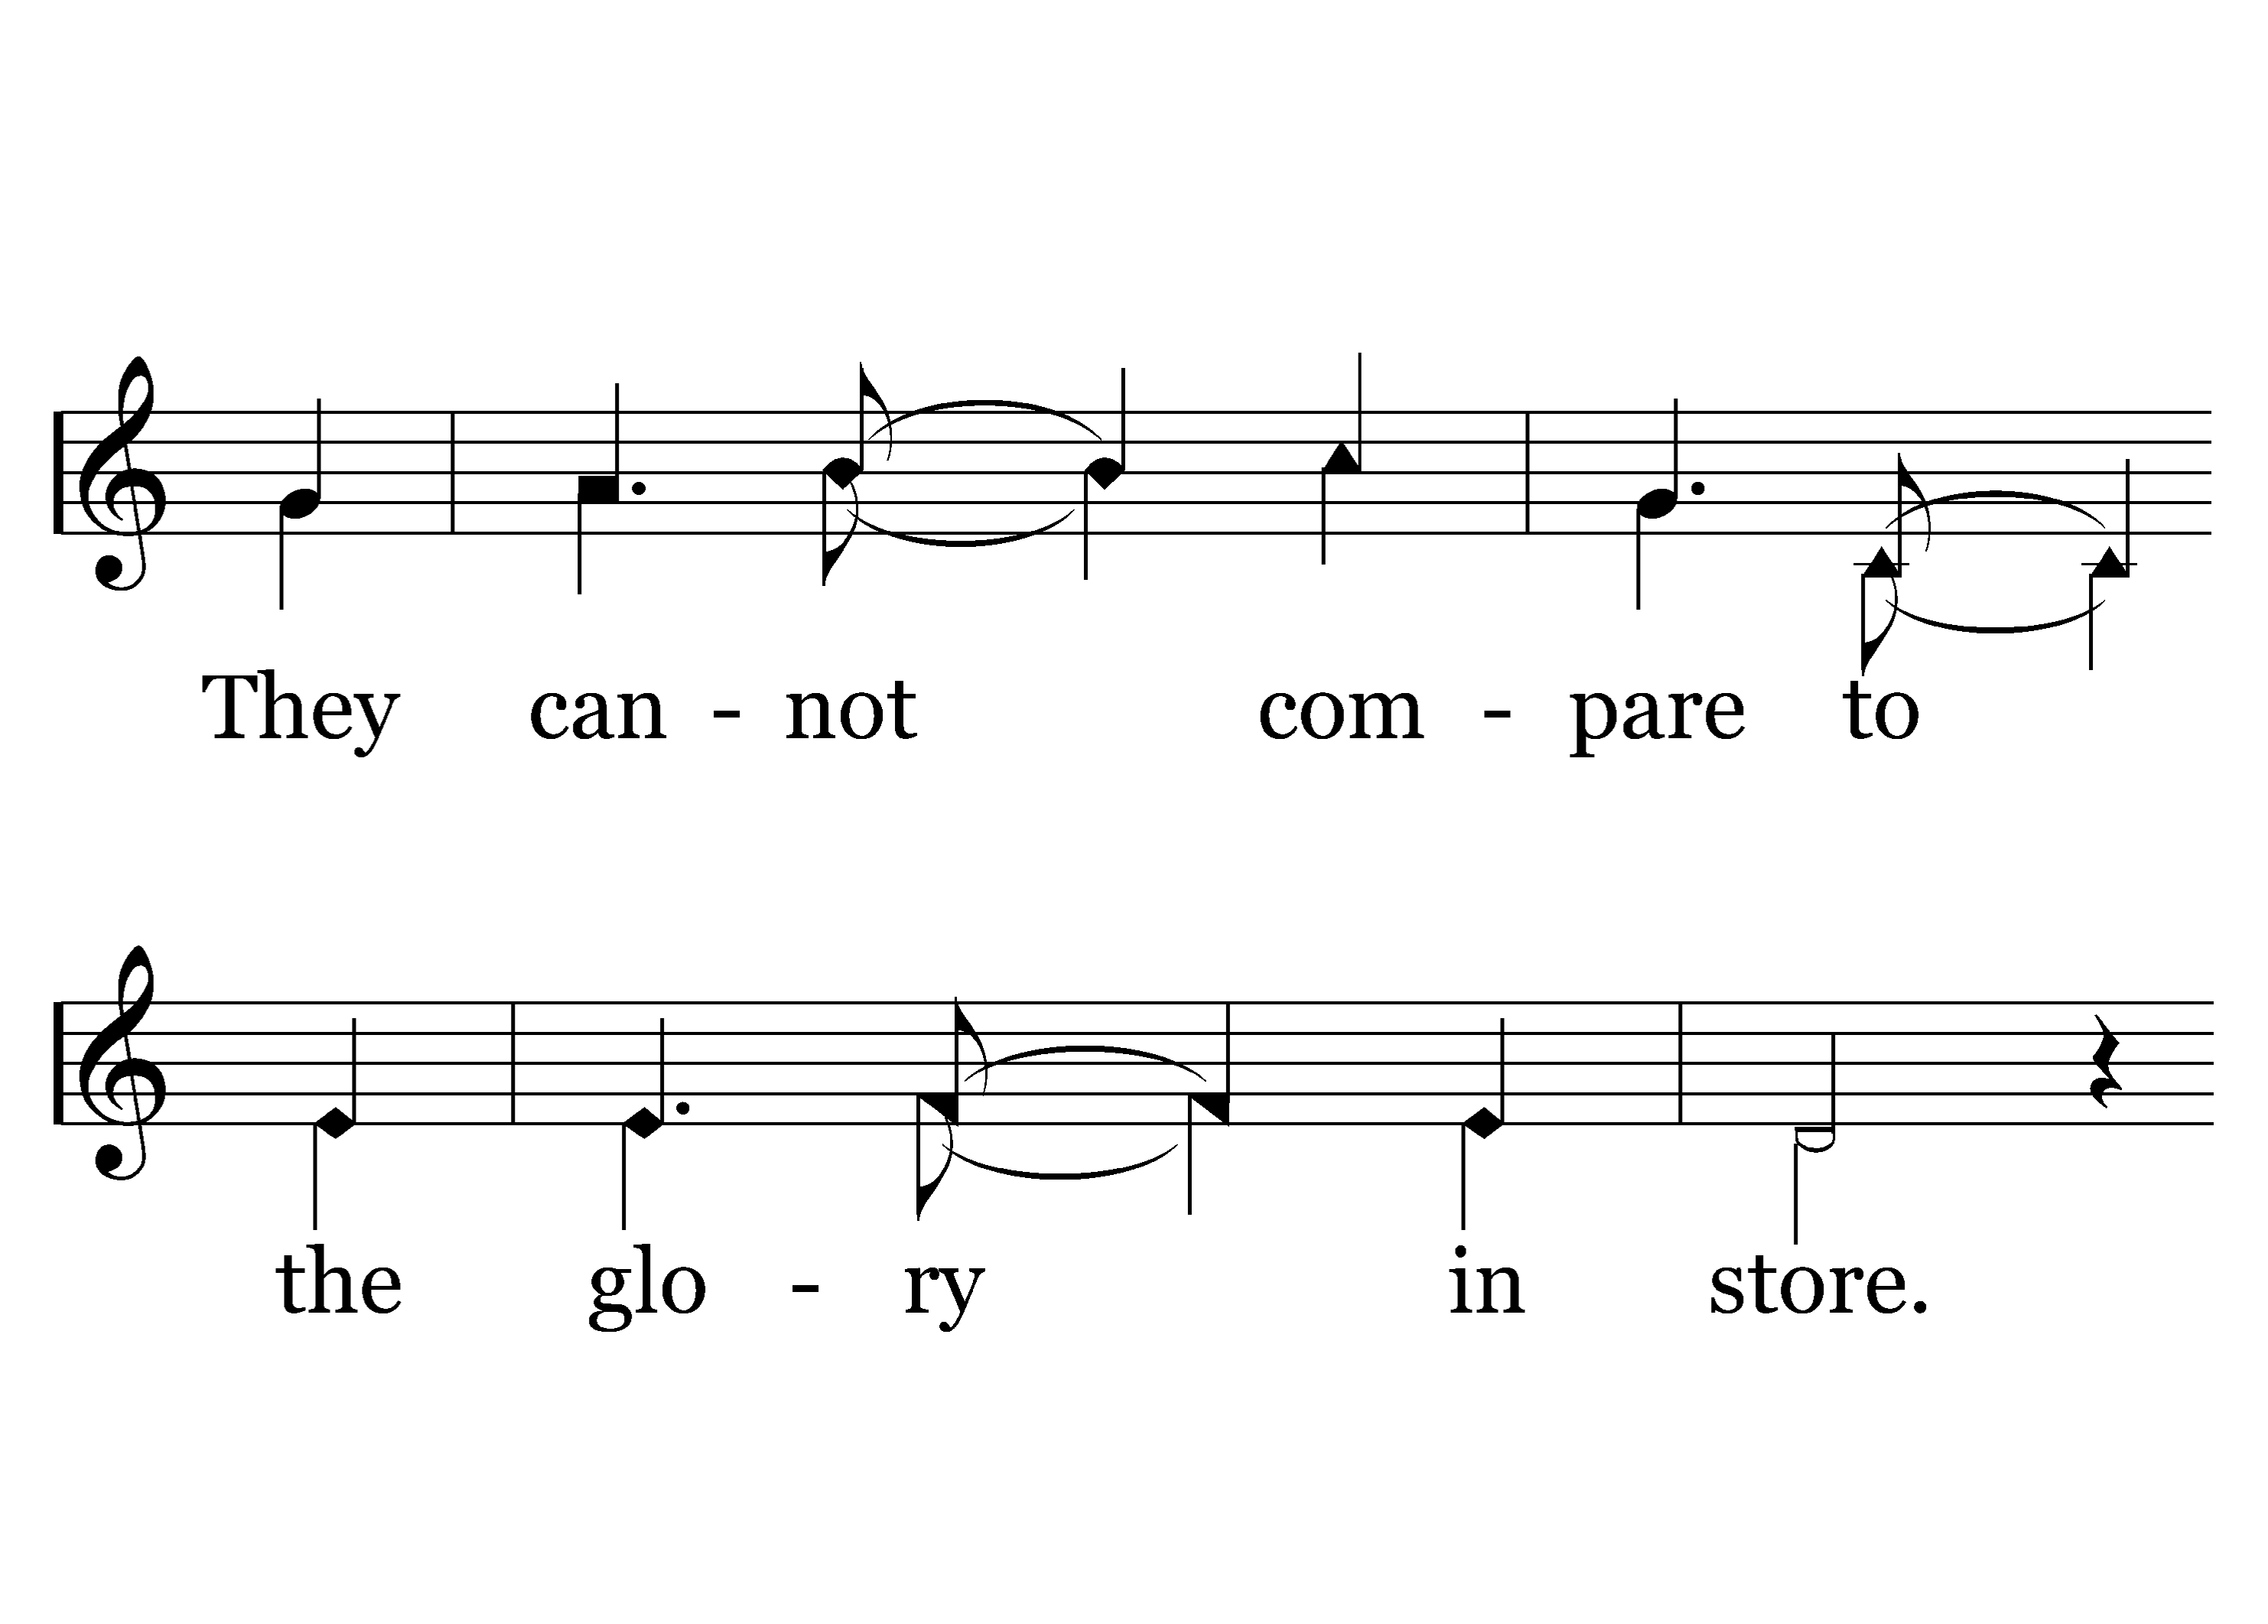 They can - not com - pare to
the glo - ry in store.